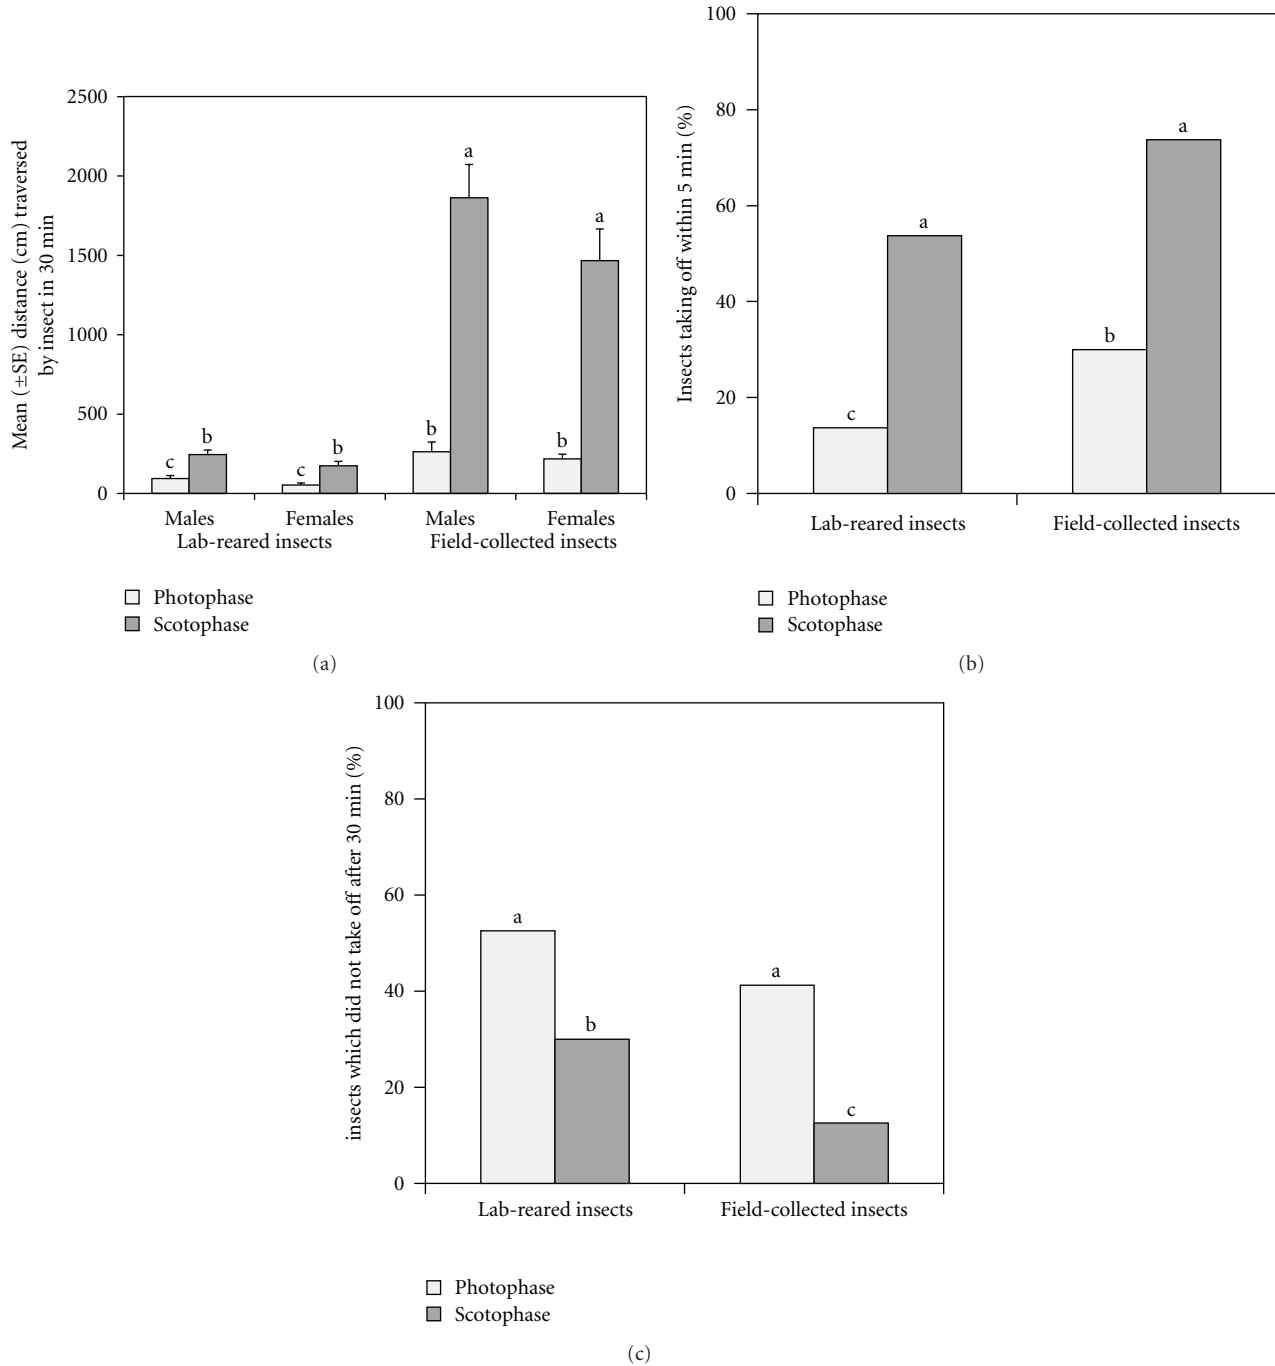 Mean (±SE) distance (cm) traversed
by insect in 30 min
2500
2000
1500
1000
500
0
c
b
c
b
b
a
b
a
Males
Females
Males
Females
Lab-reared insects
Field-collected insects
Photophase
Scotophase
(a)
Insects taking off within 5 min (%)
100
80
60
40
20
0
c
a
b
a
Lab-reared insects
Field-collected insects
Photophase
Scotophase
(b)
insects which did not take off after 30 min (%)
100
80
60
40
20
0
a
b
a
c
Lab-reared insects
Field-collected insects
Photophase
Scotophase
(c)